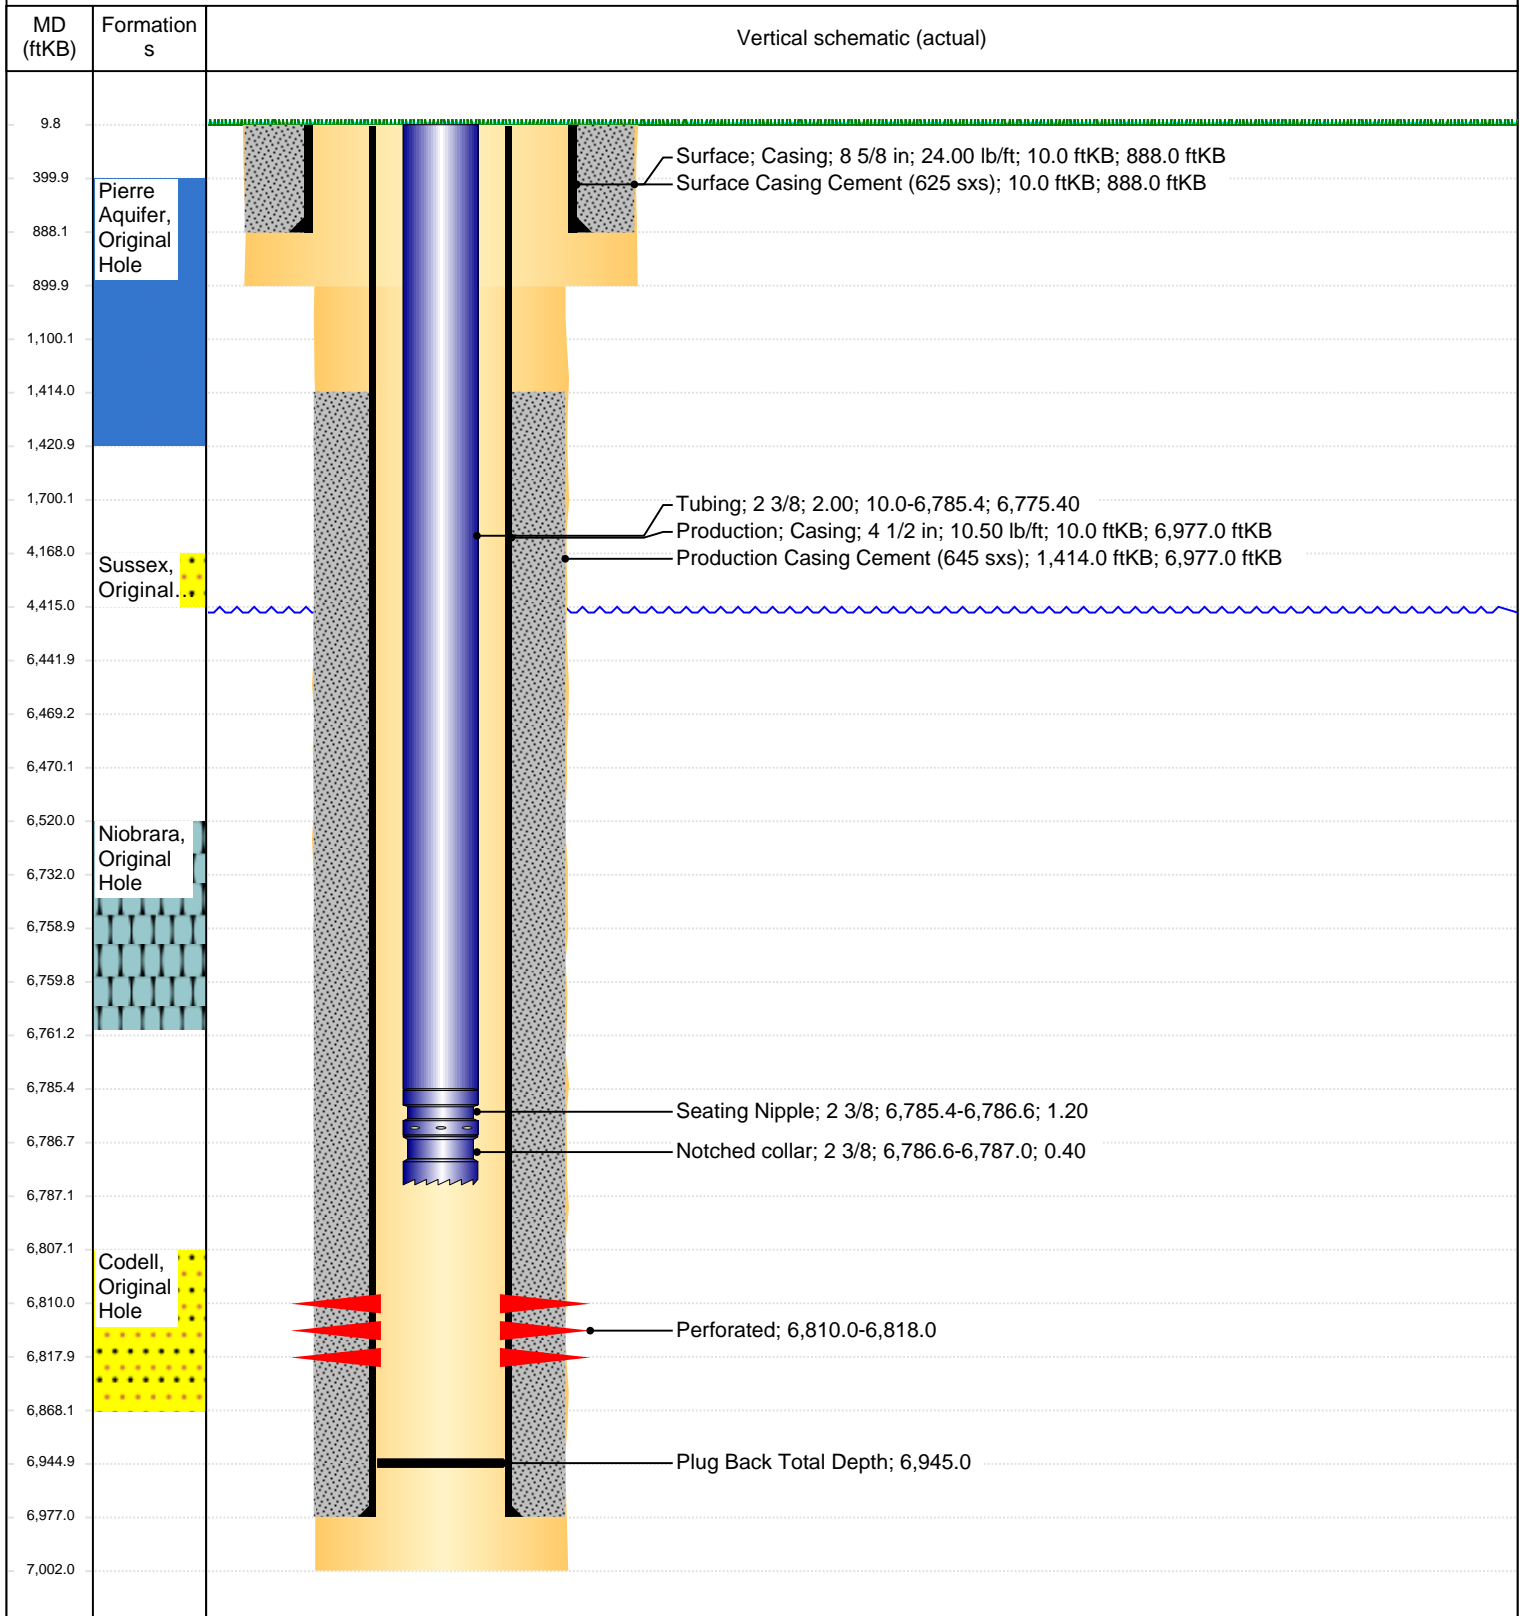 MD
(ftKB)
Formation
s
Vertical schematic (actual)
9.8
399.9
888.1
899.9
1,100.1
1,414.0
1,420.9
1,700.1
4,168.0
4,415.0
6,441.9
6,469.2
6,470.1
6,520.0
6,732.0
6,758.9
6,759.8
6,761.2
6,785.4
6,786.7
6,787.1
6,807.1
6,810.0
6,817.9
6,868.1
6,944.9
6,977.0
7,002.0
Pierre
Aquifer,
Original
Hole
Sussex,
Original...
Niobrara,
Original
Hole
Codell,
Original
Hole
Surface; Casing; 8 5/8 in; 24.00 lb/ft; 10.0 ftKB; 888.0 ftKB
Surface Casing Cement (625 sxs); 10.0 ftKB; 888.0 ftKB
Tubing; 2 3/8; 2.00; 10.0-6,785.4; 6,775.40
Production; Casing; 4 1/2 in; 10.50 lb/ft; 10.0 ftKB; 6,977.0 ftKB
Production Casing Cement (645 sxs); 1,414.0 ftKB; 6,977.0 ftKB
Seating Nipple; 2 3/8; 6,785.4-6,786.6; 1.20
Notched collar; 2 3/8; 6,786.6-6,787.0; 0.40
Perforated; 6,810.0-6,818.0
Plug Back Total Depth; 6,945.0